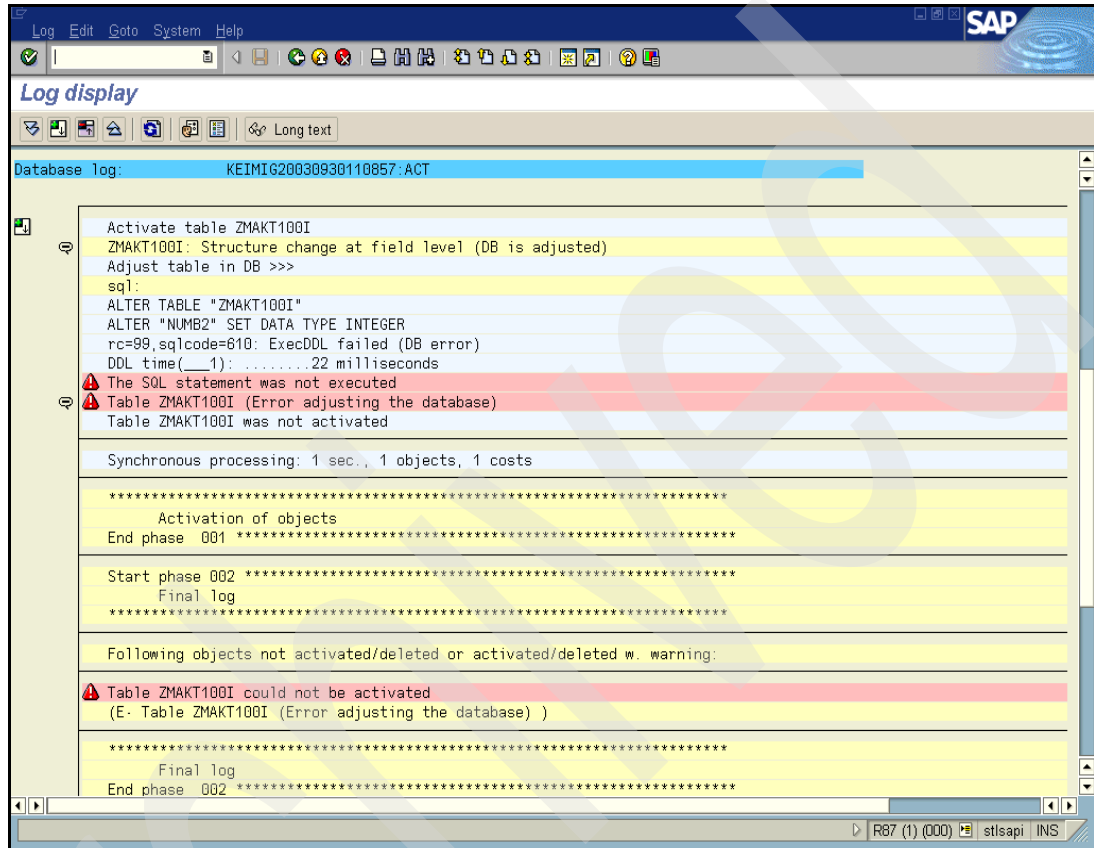 Log Edit Goto System Help
SAP
Log display
Long text
Database log: KEIMIG20030930110857:ACT
Activate table ZMAKT100I
ZMAKT100I: Structure change at field level (DB is adjusted)
Adjust table in DB >>>
sql:
ALTER TABLE "ZMAKT100I"
ALTER "NUMB2" SET DATA TYPE INTEGER
rc=99,sqlcode=610: ExecDDL failed (DB error)
DDL time(___1): ........22 milliseconds
The SQL statement was not executed
Table ZMAKT100I (Error adjusting the database)
Table ZMAKT100I was not activated
Synchronous processing: 1 sec., 1 objects, 1 costs
*************************************************************************
Activation of objects
End phase 001 ***********************************************************
Start phase 002 **********************************************************
Final log
*************************************************************************
Following objects not activated/deleted or activated/deleted w. warning:
Table ZMAKT100I could not be activated
(E- Table ZMAKT100I (Error adjusting the database) )
*************************************************************************
Final log
End phase 002 ***********************************************************
R87 (1) (000) stlsapi INS